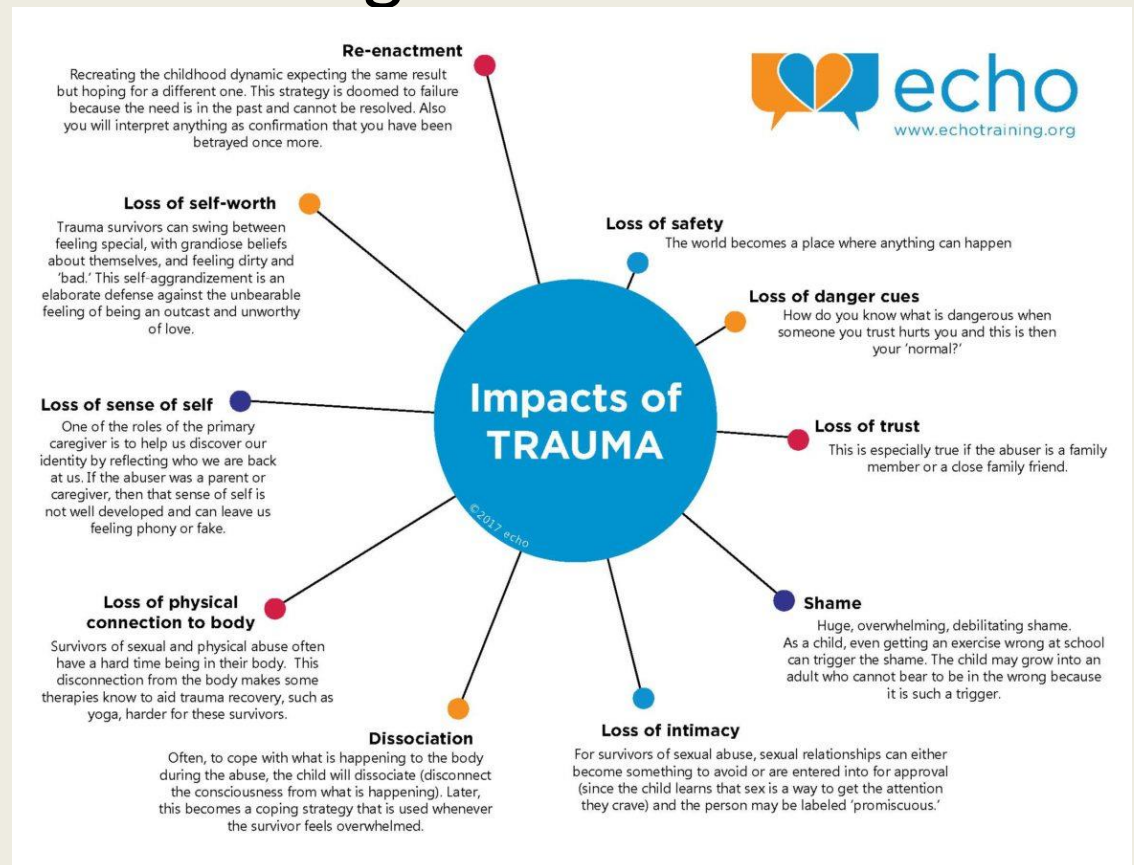 Re-enactment
Recreating the childhood dynamic expecting the same result
but hoping for a different one. This strategy is doomed to failure
because the need is in the past and cannot be resolved. Also
you will interpret anything as confirmation that you have been
betrayed once more.
echo
www.echotraining.org
Loss of self-worth
Trauma survivors can swing between
feeling special, with grandiose beliefs
about themselves, and feeling dirty and
‘bad.’ This self-aggrandizement is an
elaborate defense against the unbearable
feeling of being an outcast and unworthy
of love.
Loss of safety
The world becomes a place where anything can happen
Loss of danger cues
How do you know what is dangerous when
someone you trust hurts you and this is then
your ‘normal?’
Impacts of
TRAUMA
©2017 echo
Loss of sense of self
One of the roles of the primary
caregiver is to help us discover our
identity by reflecting who we are back
at us. If the abuser was a parent or
caregiver, then that sense of self is
not well developed and can leave us
feeling phony or fake.
Loss of trust
This is especially true if the abuser is a family
member or a close family friend.
Loss of physical
connection to body
Survivors of sexual and physical abuse often
have a hard time being in their body. This
disconnection from the body makes some
therapies know to aid trauma recovery, such as
yoga, harder for these survivors.
Shame
Huge, overwhelming, debilitating shame.
As a child, even getting an exercise wrong at school
can trigger the shame. The child may grow into an
adult who cannot bear to be in the wrong because
it is such a trigger.
Dissociation
Often, to cope with what is happening to the body
during the abuse, the child will dissociate (disconnect
the consciousness from what is happening). Later,
this becomes a coping strategy that is used whenever
the survivor feels overwhelmed.
Loss of intimacy
For survivors of sexual abuse, sexual relationships can either
become something to avoid or are entered into for approval
(since the child learns that sex is a way to get the attention
they crave) and the person may be labeled ‘promiscuous.’